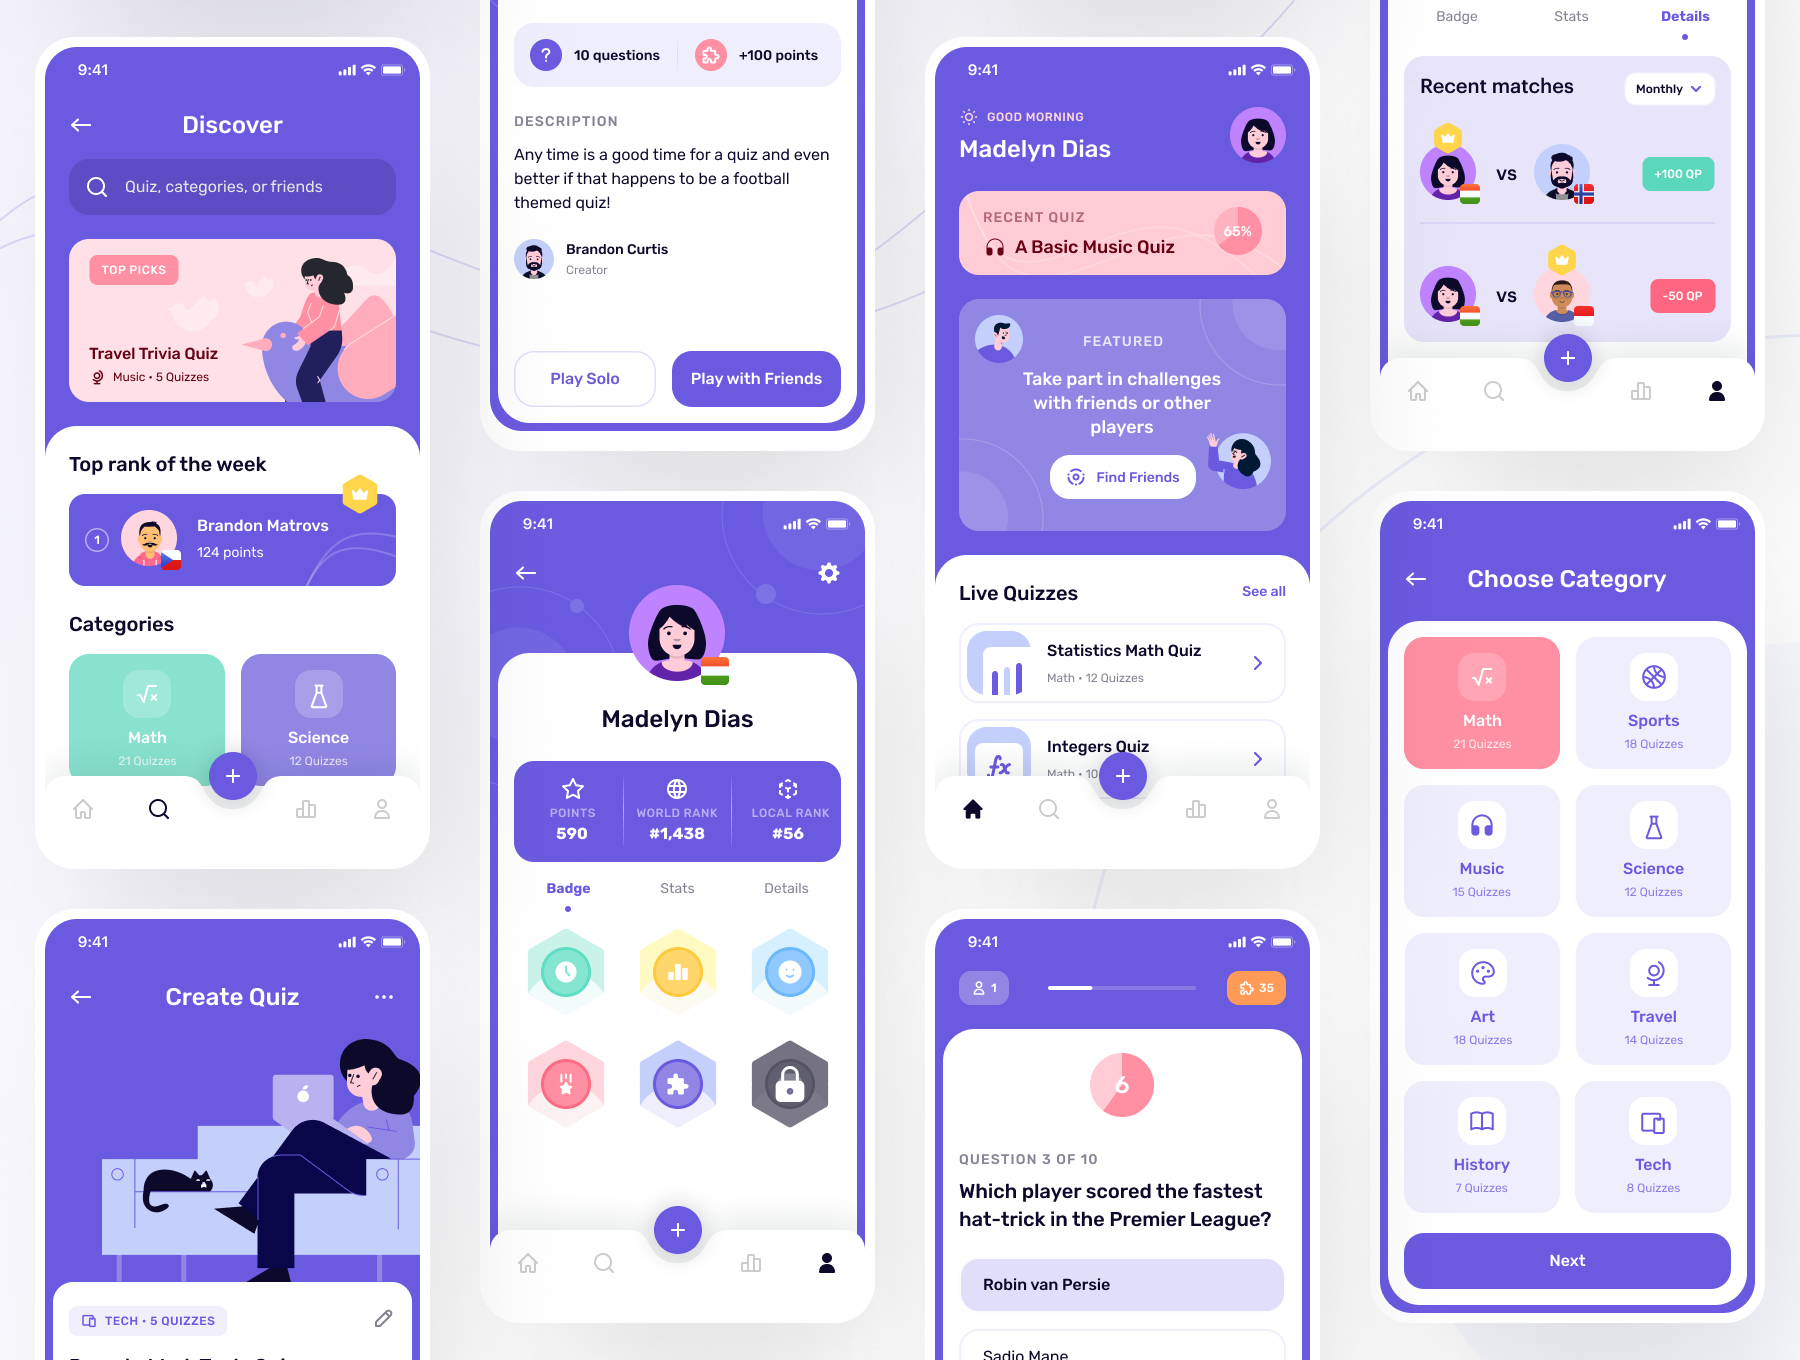 9:41
Discover
Quiz, categories, or friends
TOP PICKS
Travel Trivia Quiz
Music • 5 Quizzes
Top rank of the week
1
Brandon Matrovs
124 points
Categories
Math
21 Quizzes
Science
12 Quizzes
9:41
Create Quiz
TECH • 5 QUIZZES
10 questions
+100 points
DESCRIPTION
Any time is a good time for a quiz and even
better if that happens to be a football
themed quiz!
Brandon Curtis
Creator
Play Solo
Play with Friends
9:41
Madelyn Dias
POINTS
590
WORLD RANK
#1,438
LOCAL RANK
#56
Badge
Stats
Details
9:41
GOOD MORNING
Madelyn Dias
RECENT QUIZ
A Basic Music Quiz
65%
FEATURED
Take part in challenges
with friends or other
players
Find Friends
Live Quizzes
See all
Statistics Math Quiz
Math • 12 Quizzes
Integers Quiz
Math • 10
9:41
1
35
6
QUESTION 3 OF 10
Which player scored the fastest
hat-trick in the Premier League?
Robin van Persie
Sadio Mane
Badge
Stats
Details
Recent matches
Monthly
VS
+100 QP
VS
-50 QP
9:41
Choose Category
Math
21 Quizzes
Sports
18 Quizzes
Music
15 Quizzes
Science
12 Quizzes
Art
18 Quizzes
Travel
14 Quizzes
History
7 Quizzes
Tech
8 Quizzes
Next